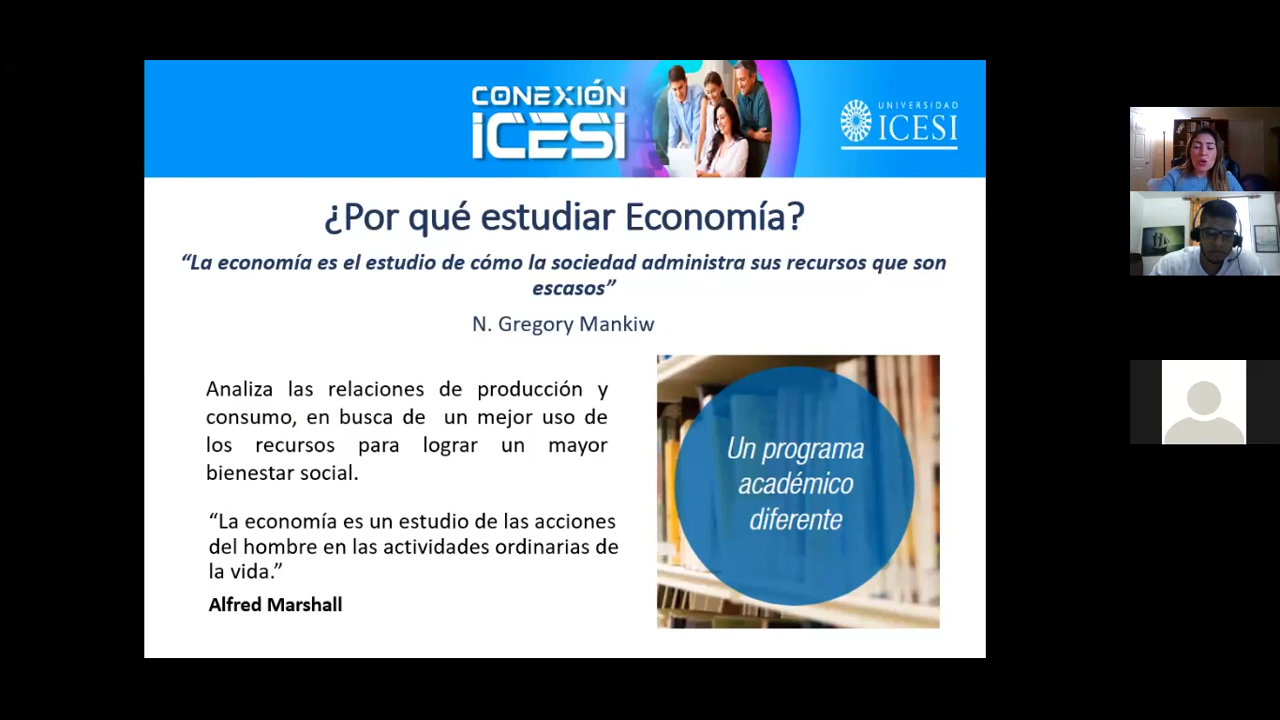 CONEXIÓN
iCESi
UNIVERSIDAD
ICESI
¿Por qué estudiar Economía?
“La economía es el estudio de cómo la sociedad administra sus recursos que son
escasos”
N. Gregory Mankiw
Analiza las relaciones de producción y
consumo, en busca de un mejor uso de
los recursos para lograr un mayor
bienestar social.
“La economía es un estudio de las acciones
del hombre en las actividades ordinarias de
la vida.”
Alfred Marshall
Un programa
académico
diferente